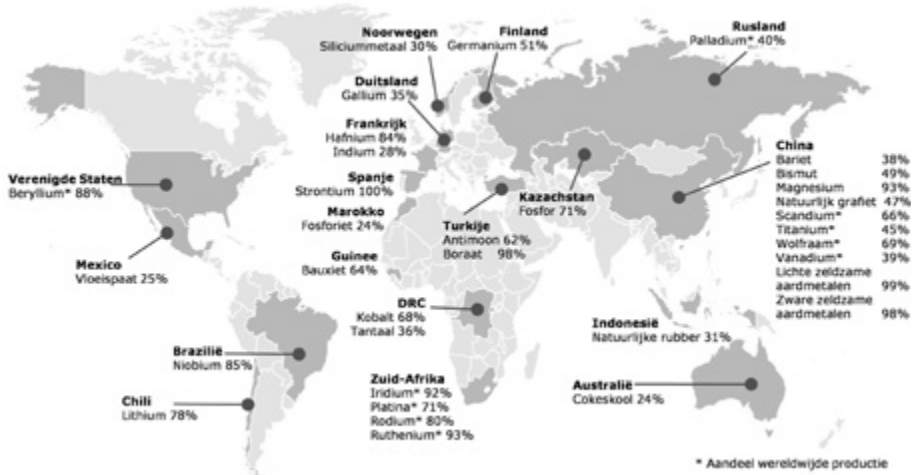 Noorwegen
Siliciummetaal 30%
Finland
Germanium 51%
Rusland
Palladium* 40%
Duitsland
Gallium 35%
Frankrijk
Hafnium 84%
Indium 28%
Verenigde Staten
Beryllium* 88%
Spanje
Strontium 100%
Marokko
Fosforiet 24%
Turkije
Antimoon 62%
Boraat 98%
Kazachstan
Fosfor 71%
China
Bariet 38%
Bismut 49%
Magnesium 93%
Natuurlijk grafiet 47%
Scandium* 66%
Titanium* 45%
Wolfraam* 69%
Vanadium* 39%
Lichte zeldzame
aardmetalen 99%
Zware zeldzame
aardmetalen 98%
Mexico
Vloeispaat 25%
Guinee
Bauxiet 64%
DRC
Kobalt 68%
Tantaal 36%
Indonesië
Natuurlijke rubber 31%
Brazilië
Niobium 85%
Chili
Lithium 78%
Zuid-Afrika
Iridium* 92%
Platina* 71%
Rodium* 80%
Ruthenium* 93%
Australië
Cokeskool 24%
* Aandeel wereldwijde productie